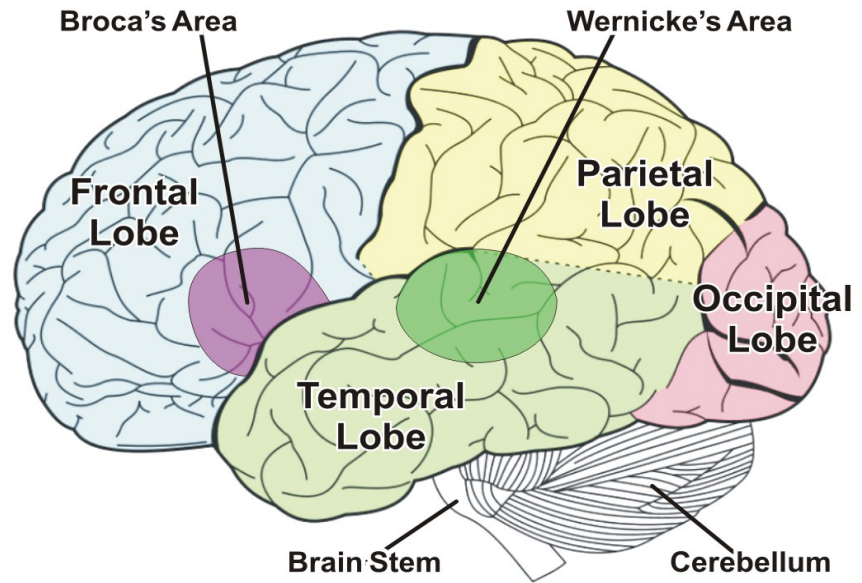 Broca's Area
Wernicke's Area
Frontal
Lobe
Parietal
Lobe
Occipital
Lobe
Temporal
Lobe
Brain Stem
Cerebellum